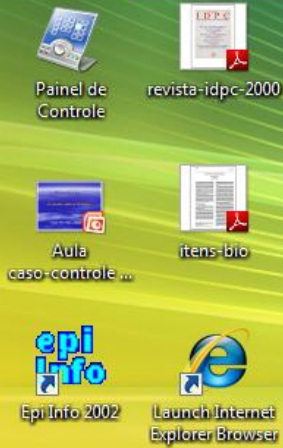 IDPC
Painel de
Controle
revista-idpc-2000
Aula
caso-controle ...
itens-bio
epi
Info
Epi Info 2002
Launch Internet
Explorer Browser